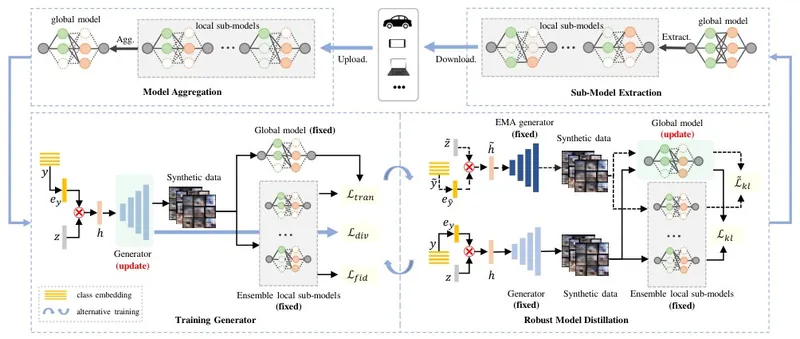 global model
Agg.
local sub-models
...
Model Aggregation
Upload.
...
Download.
local sub-models
...
Extract.
global model
Sub-Model Extraction
y
e_y
z
h
Generator
(update)
Synthetic data
Global model (fixed)
...
Ensemble local sub-models
(fixed)
ℒ_tran
ℒ_div
ℒ_fid
class embedding
alternative training
Training Generator
EMA generator
(fixed)
z̃
ỹ
e_ỹ
h̃
Synthetic data
Global model
(update)
ℒ̃_kl
y
e_y
z
h
Generator
(fixed)
Synthetic data
...
Ensemble local sub-models
(fixed)
ℒ_kl
Robust Model Distillation